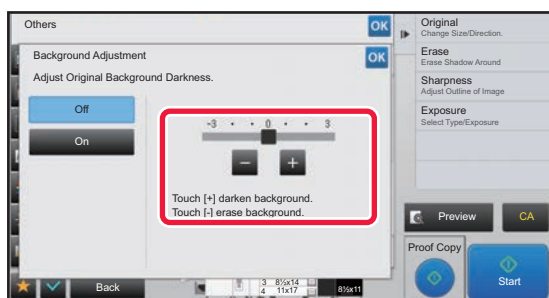 Others
OK
Background Adjustment
OK
Adjust Original Background Darkness.
Off
On
-3 • • 0 • • 3
− +
Touch [+] darken background.
Touch [-] erase background.
Back
3 8½x14
4 11x17
8½x11
Original
Change Size/Direction.
Erase
Erase Shadow Around
Sharpness
Adjust Outline of Image
Exposure
Select Type/Exposure
Preview
CA
Proof Copy
Start